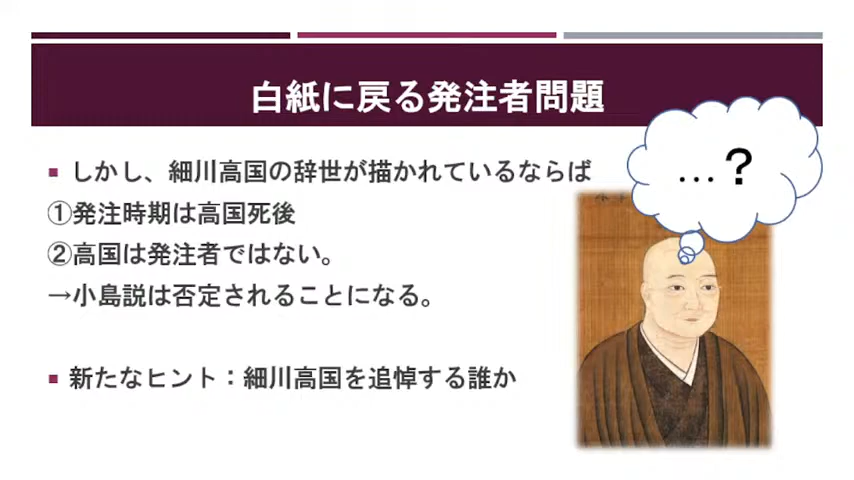 白紙に戻る発注者問題
…？
しかし、細川高国の辞世が描かれているならば
①発注時期は高国死後
②高国は発注者ではない。
→小島説は否定されることになる。
新たなヒント：細川高国を追悼する誰か